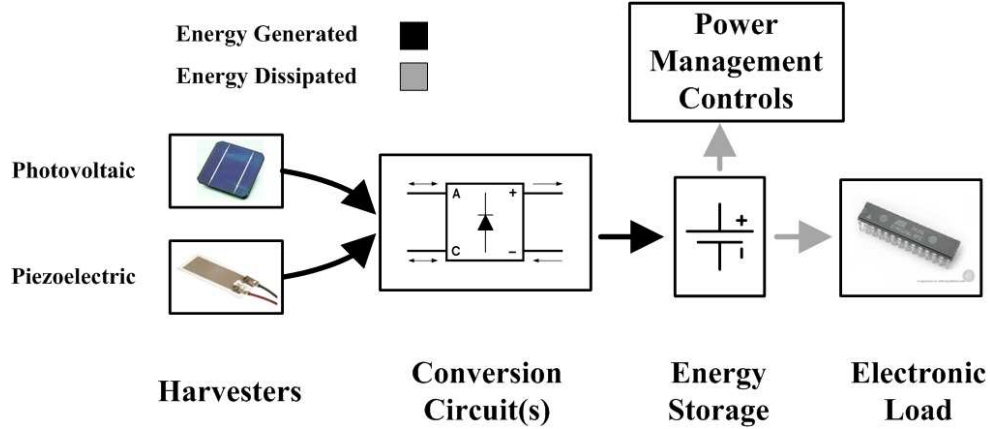 Energy Generated
Energy Dissipated
Power
Management
Controls
Photovoltaic
Piezoelectric
A
+
C
−
+
Harvesters
Conversion
Circuit(s)
Energy
Storage
Electronic
Load